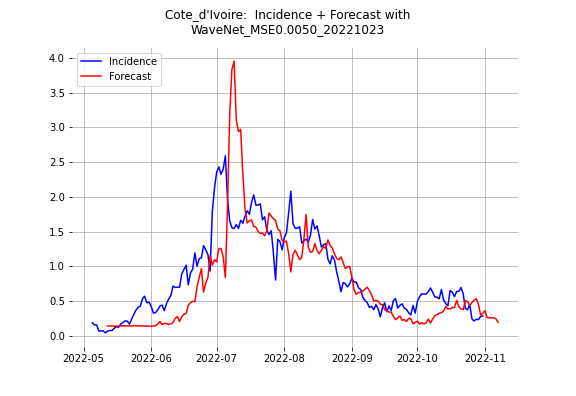 Cote_d'Ivoire:  Incidence + Forecast with
WaveNet_MSE0.0050_20221023
Incidence
Forecast
4.0
3.5
3.0
2.5
2.0
1.5
1.0
0.5
0.0
2022-05 2022-06 2022-07 2022-08 2022-09 2022-10 2022-11